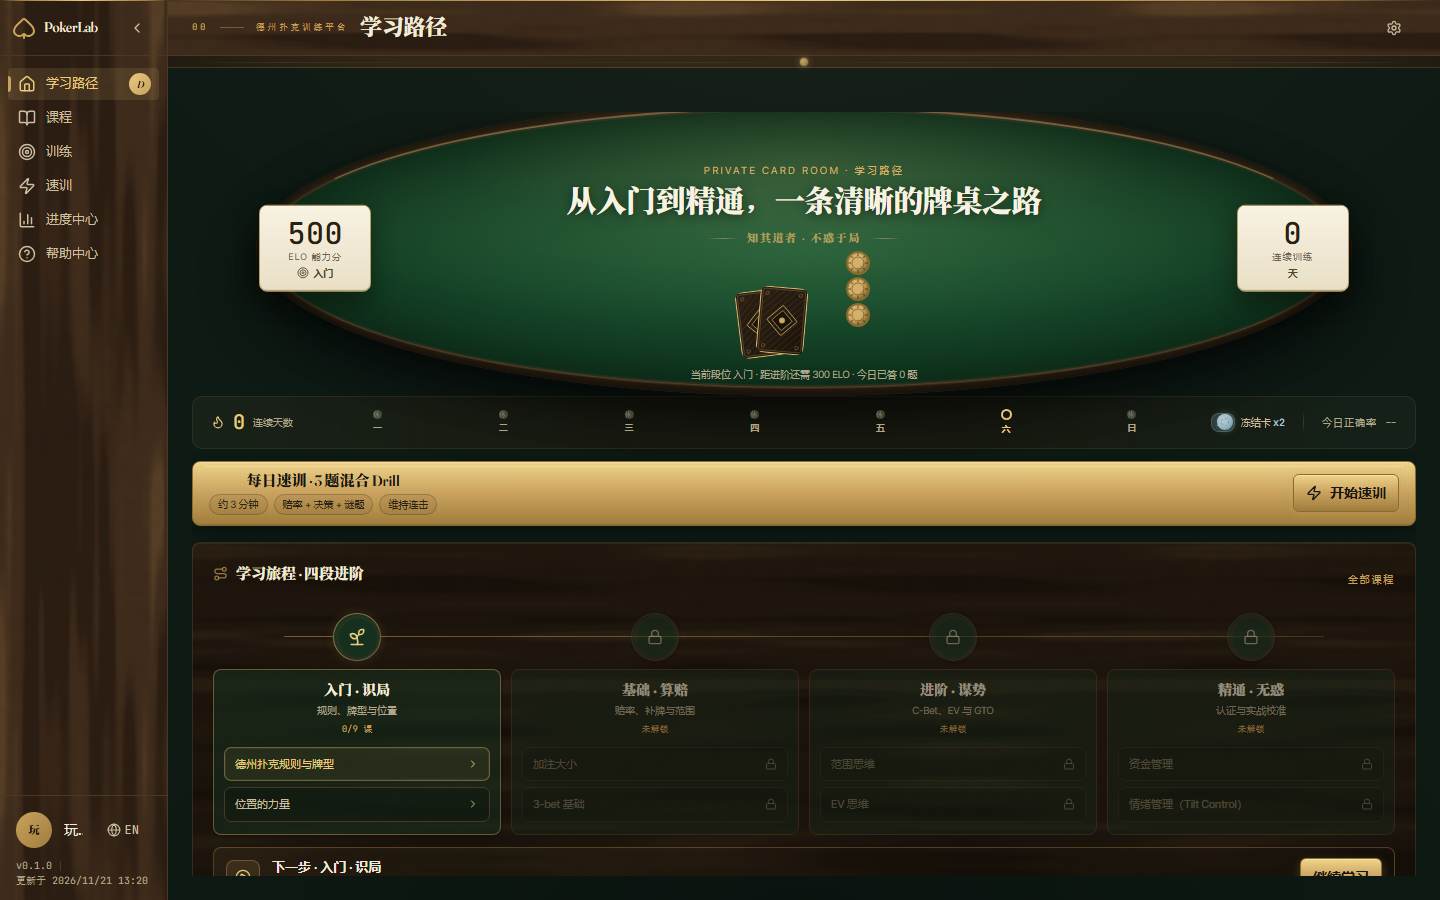 PokerLab
学习路径
D
课程
训练
速训
进度中心
帮助中心
玩
玩..
EN
v0.1.0
更新于 2026/11/21 13:20
00
德州扑克训练平台
学习路径
PRIVATE CARD ROOM · 学习路径
从入门到精通，一条清晰的牌桌之路
知其道者 · 不惑于局
500
ELO 能力分
入门
0
连续训练
天
当前段位 入门 · 距进阶还需 300 ELO · 今日已答 0 题
0 连续天数
一
二
三
四
五
六
日
冻结卡 x2
今日正确率 --
每日速训 · 5 题混合 Drill
约 3 分钟
赔率 + 决策 + 谜题
维持连击
开始速训
学习旅程 · 四段进阶
全部课程
入门 · 识局
规则、牌型与位置
0/9 课
德州扑克规则与牌型
位置的力量
基础 · 算赔
赔率、补牌与范围
未解锁
加注大小
3-bet 基础
进阶 · 谋势
C-Bet、EV 与 GTO
未解锁
范围思维
EV 思维
精通 · 无惑
认证与实战校准
未解锁
资金管理
情绪管理（Tilt Control）
下一步 · 入门 · 识局
继续学习